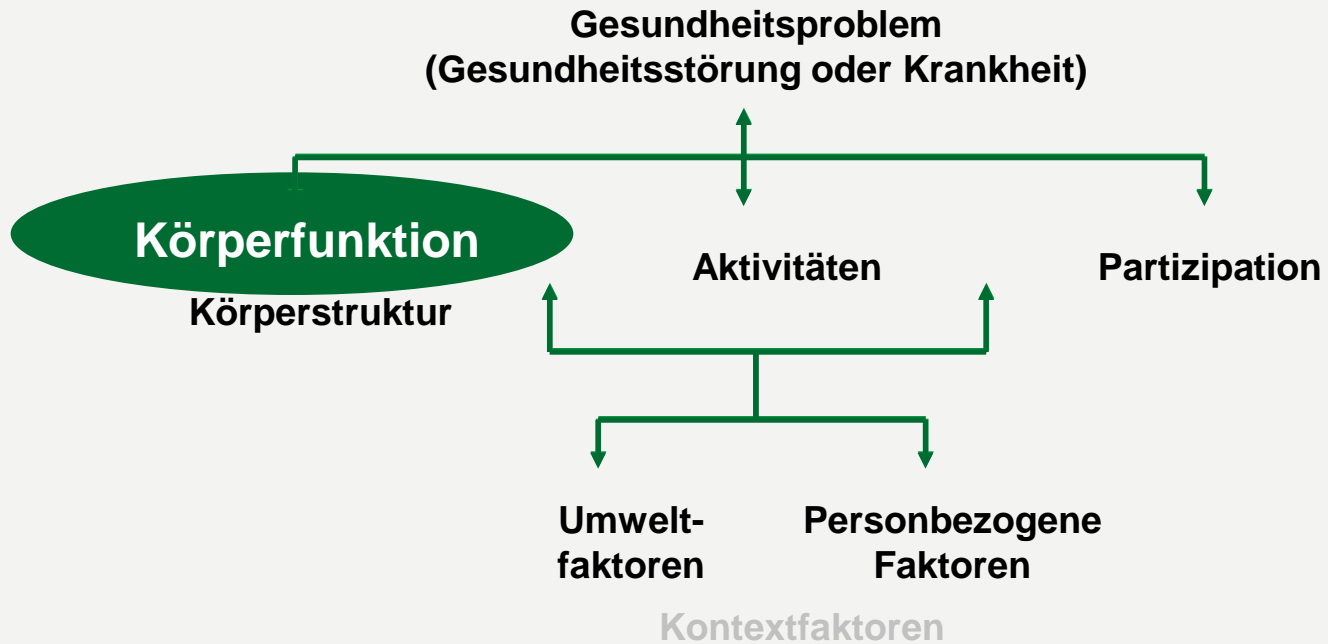 Gesundheitsproblem
(Gesundheitsstörung oder Krankheit)
Körperfunktion
Körperstruktur
Aktivitäten
Partizipation
Umwelt-
faktoren
Personbezogene
Faktoren
Kontextfaktoren